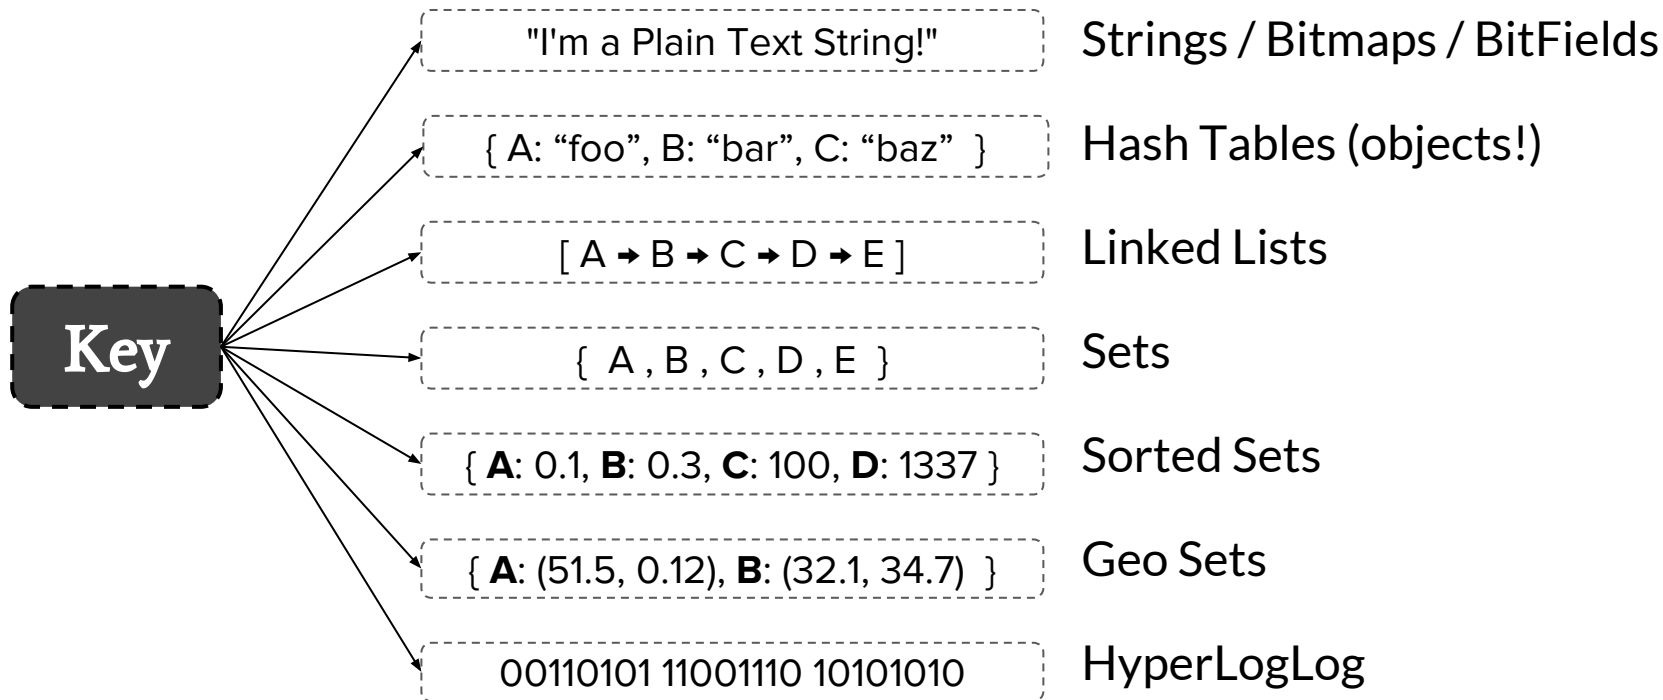 "I'm a Plain Text String!" Strings / Bitmaps / BitFields
{ A: “foo”, B: “bar”, C: “baz” } Hash Tables (objects!)
[ A → B → C → D → E ] Linked Lists
Key
{ A , B , C , D , E } Sets
{ A: 0.1, B: 0.3, C: 100, D: 1337 } Sorted Sets
{ A: (51.5, 0.12), B: (32.1, 34.7) } Geo Sets
00110101 11001110 10101010 HyperLogLog